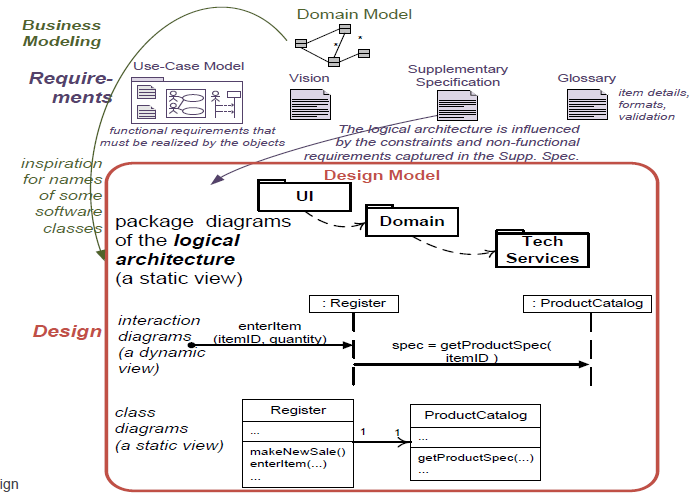 Business
Modeling
Domain Model
*
*
Require-
ments
Use-Case Model
functional requirements that
must be realized by the objects
Vision
Supplementary
Specification
Glossary
item details,
formats,
validation
The logical architecture is influenced
by the constraints and non-functional
requirements captured in the Supp. Spec.
inspiration
for names
of some
software
classes
Design Model
package diagrams
of the logical
architecture
(a static view)
UI
Domain
Tech
Services
Design
interaction
diagrams
(a dynamic
view)
: Register
: ProductCatalog
enterItem
(itemID, quantity)
spec = getProductSpec(
itemID )
class
diagrams
(a static view)
Register
...
makeNewSale()
enterItem(...)
...
1
1
ProductCatalog
...
getProductSpec(...)
...
ign